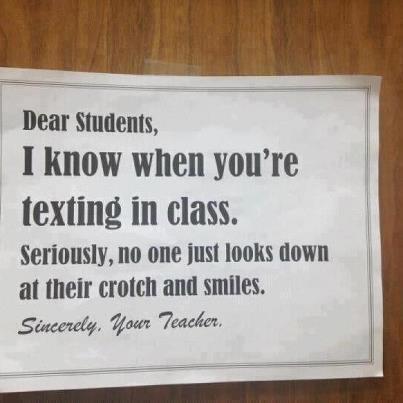 Dear Students,
I know when you're
texting in class.
Seriously, no one just looks down
at their crotch and smiles.
Sincerely, Your Teacher.